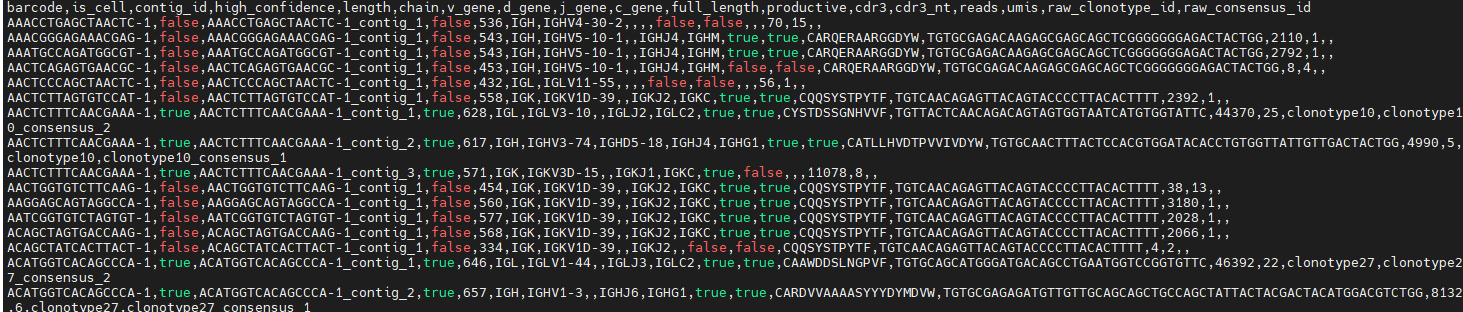 barcode,is_cell,contig_id,high_confidence,length,chain,v_gene,d_gene,j_gene,c_gene,full_length,productive,cdr3,cdr3_nt,reads,umis,raw_clonotype_id,raw_consensus_id
AAACCTGAGCTAACTC-1,false,AAACCTGAGCTAACTC-1_contig_1,false,536,IGH,IGHV4-30-2,,,,false,false,,,70,15,,
AAACGGGAGAAACGAG-1,false,AAACGGGAGAAACGAG-1_contig_1,false,543,IGH,IGHV5-10-1,,IGHJ4,IGHM,true,true,CARQERAARGGDYW,TGTGCGAGACAAGAGCGAGCAGCTCGGGGGGGAGACTACTGG,2110,1,,
AAATGCCAGATGGCGT-1,false,AAATGCCAGATGGCGT-1_contig_1,false,543,IGH,IGHV5-10-1,,IGHJ4,IGHM,true,true,CARQERAARGGDYW,TGTGCGAGACAAGAGCGAGCAGCTCGGGGGGGAGACTACTGG,2792,1,,
AACTCAGAGTGAACGC-1,false,AACTCAGAGTGAACGC-1_contig_1,false,453,IGH,IGHV5-10-1,,IGHJ4,IGHM,false,false,CARQERAARGGDYW,TGTGCGAGACAAGAGCGAGCAGCTCGGGGGGGAGACTACTGG,8,4,,
AACTCCCAGCTAACTC-1,false,AACTCCCAGCTAACTC-1_contig_1,false,432,IGL,IGLV11-55,,,,false,false,,,56,1,,
AACTCTTAGTGTCCAT-1,false,AACTCTTAGTGTCCAT-1_contig_1,false,558,IGK,IGKV1D-39,,IGKJ2,IGKC,true,true,CQQSYSTPYTF,TGTCAACAGAGTTACAGTACCCCTTACACTTTT,2392,1,,
AACTCTTTCAACGAAA-1,true,AACTCTTTCAACGAAA-1_contig_1,true,628,IGL,IGLV3-10,,IGLJ2,IGLC2,true,true,CYSTDSSGNHVVF,TGTTACTCAACAGACAGTAGTGGTAATCATGTGGTATTC,44370,25,clonotype10,clonotype1
0_consensus_2
AACTCTTTCAACGAAA-1,true,AACTCTTTCAACGAAA-1_contig_2,true,617,IGH,IGHV3-74,IGHD5-18,IGHJ4,IGHG1,true,true,CATLLHVDTPVVIVDYW,TGTGCAACTTTACTCCACGTGGATACACCTGTGGTTATTGTTGACTACTGG,4990,5,
clonotype10,clonotype10_consensus_1
AACTCTTTCAACGAAA-1,true,AACTCTTTCAACGAAA-1_contig_3,true,571,IGK,IGKV3D-15,,IGKJ1,IGKC,true,false,,,11078,8,,
AACTGGTGTCTTCAAG-1,false,AACTGGTGTCTTCAAG-1_contig_1,false,454,IGK,IGKV1D-39,,IGKJ2,IGKC,true,true,CQQSYSTPYTF,TGTCAACAGAGTTACAGTACCCCTTACACTTTT,38,13,,
AAGGAGCAGTAGGCCA-1,false,AAGGAGCAGTAGGCCA-1_contig_1,false,560,IGK,IGKV1D-39,,IGKJ2,IGKC,true,true,CQQSYSTPYTF,TGTCAACAGAGTTACAGTACCCCTTACACTTTT,3180,1,,
AATCGGTGTCTAGTGT-1,false,AATCGGTGTCTAGTGT-1_contig_1,false,577,IGK,IGKV1D-39,,IGKJ2,IGKC,true,true,CQQSYSTPYTF,TGTCAACAGAGTTACAGTACCCCTTACACTTTT,2028,1,,
ACAGCTAGTGACCAAG-1,false,ACAGCTAGTGACCAAG-1_contig_1,false,568,IGK,IGKV1D-39,,IGKJ2,IGKC,true,true,CQQSYSTPYTF,TGTCAACAGAGTTACAGTACCCCTTACACTTTT,2066,1,,
ACAGCTATCACTTACT-1,false,ACAGCTATCACTTACT-1_contig_1,false,334,IGK,IGKV1D-39,,IGKJ2,,false,false,CQQSYSTPYTF,TGTCAACAGAGTTACAGTACCCCTTACACTTTT,4,2,,
ACATGGTCACAGCCCA-1,true,ACATGGTCACAGCCCA-1_contig_1,true,646,IGL,IGLV1-44,,IGLJ3,IGLC2,true,true,CAAWDDSLNGPVF,TGTGCAGCATGGGATGACAGCCTGAATGGTCCGGTGTTC,46392,22,clonotype27,clonotype2
7_consensus_2
ACATGGTCACAGCCCA-1,true,ACATGGTCACAGCCCA-1_contig_2,true,657,IGH,IGHV1-3,,IGHJ6,IGHG1,true,true,CARDVVAAAASYYYDYMDVW,TGTGCGAGAGATGTTGTTGCAGCAGCTGCCAGCTATTACTACGACTACATGGACGTCTGG,8132
,6,clonotype27,clonotype27_consensus_1